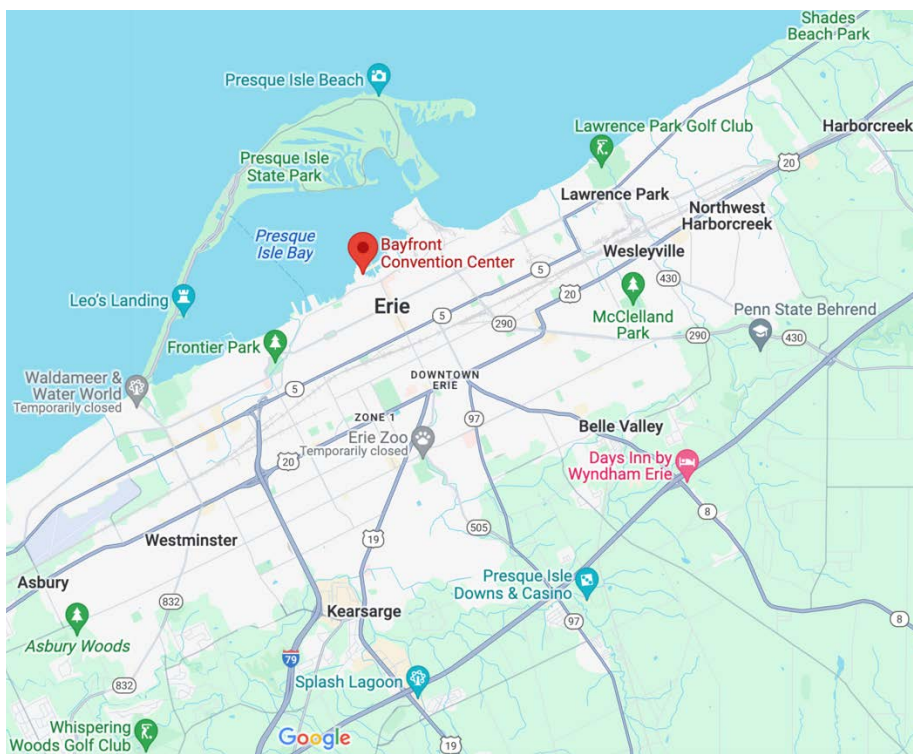 Shades
Beach Park
Presque Isle Beach
Lawrence Park Golf Club
Harborcreek
20
Presque Isle
State Park
Lawrence Park
Northwest
Harborcreek
Presque
Isle Bay
Bayfront
Convention Center
Wesleyville
5
430
20
Leo's Landing
Erie
5
290
McClelland
Park
Penn State Behrend
290
430
Frontier Park
Waldameer &
Water World
Temporarily closed
DOWNTOWN
ERIE
5
ZONE 1
97
Erie Zoo
Temporarily closed
Belle Valley
20
Days Inn by
Wyndham Erie
8
505
Westminster
19
Asbury
Presque Isle
Downs & Casino
832
Kearsarge
97
8
Asbury Woods
79
832
Splash Lagoon
Whispering
Woods Golf Club
Google
19